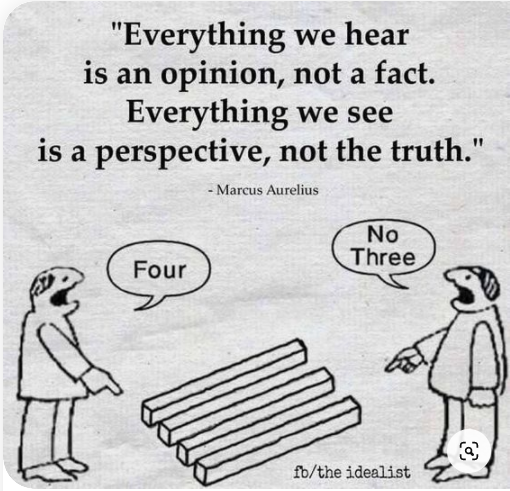 "Everything we hear
is an opinion, not a fact.
Everything we see
is a perspective, not the truth."
- Marcus Aurelius
Four
No
Three
fb/the idealist